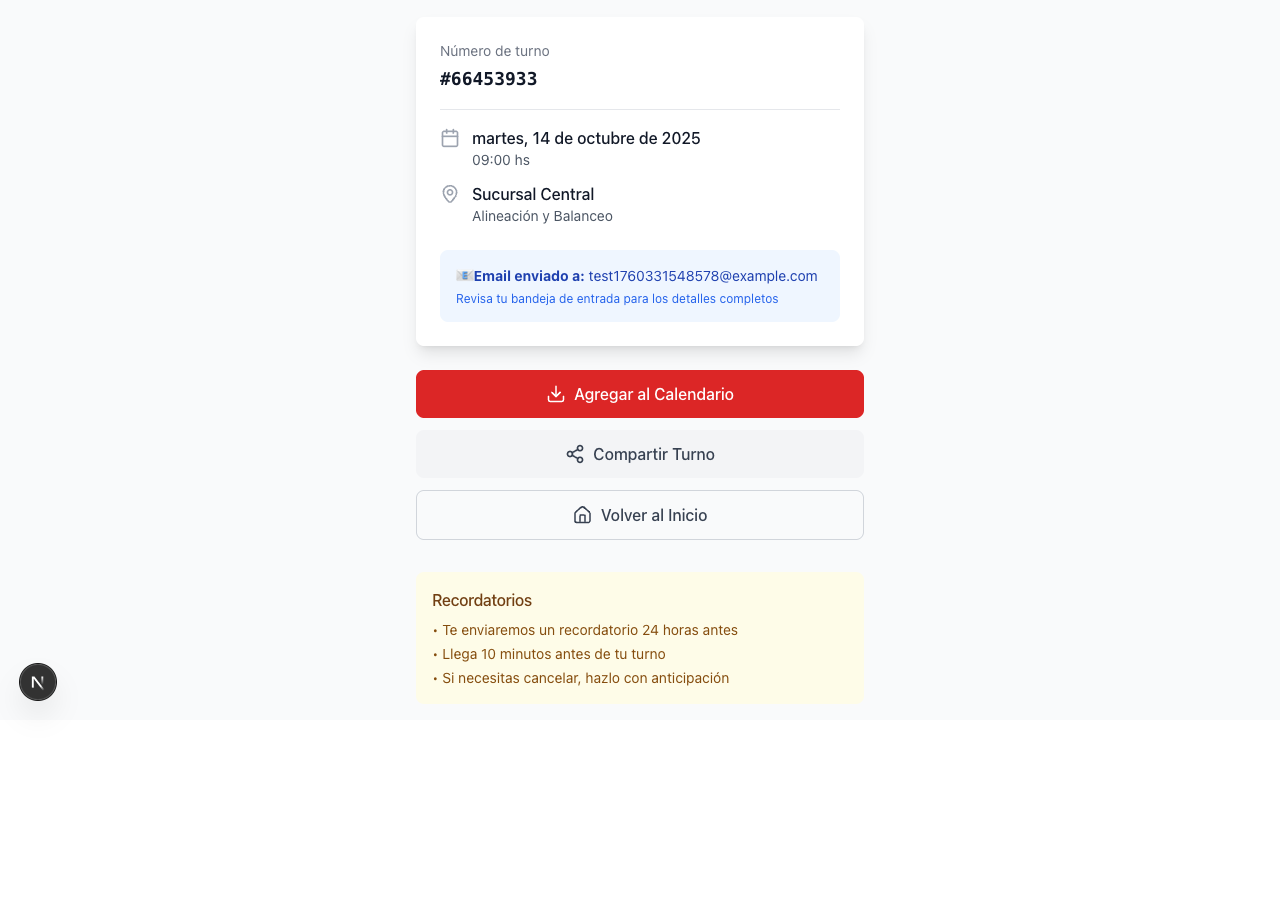 Número de turno
#66453933
martes, 14 de octubre de 2025
09:00 hs
Sucursal Central
Alineación y Balanceo
📧Email enviado a: test1760331548578@example.com
Revisa tu bandeja de entrada para los detalles completos
Agregar al Calendario
Compartir Turno
Volver al Inicio
Recordatorios
• Te enviaremos un recordatorio 24 horas antes
• Llega 10 minutos antes de tu turno
• Si necesitas cancelar, hazlo con anticipación
N